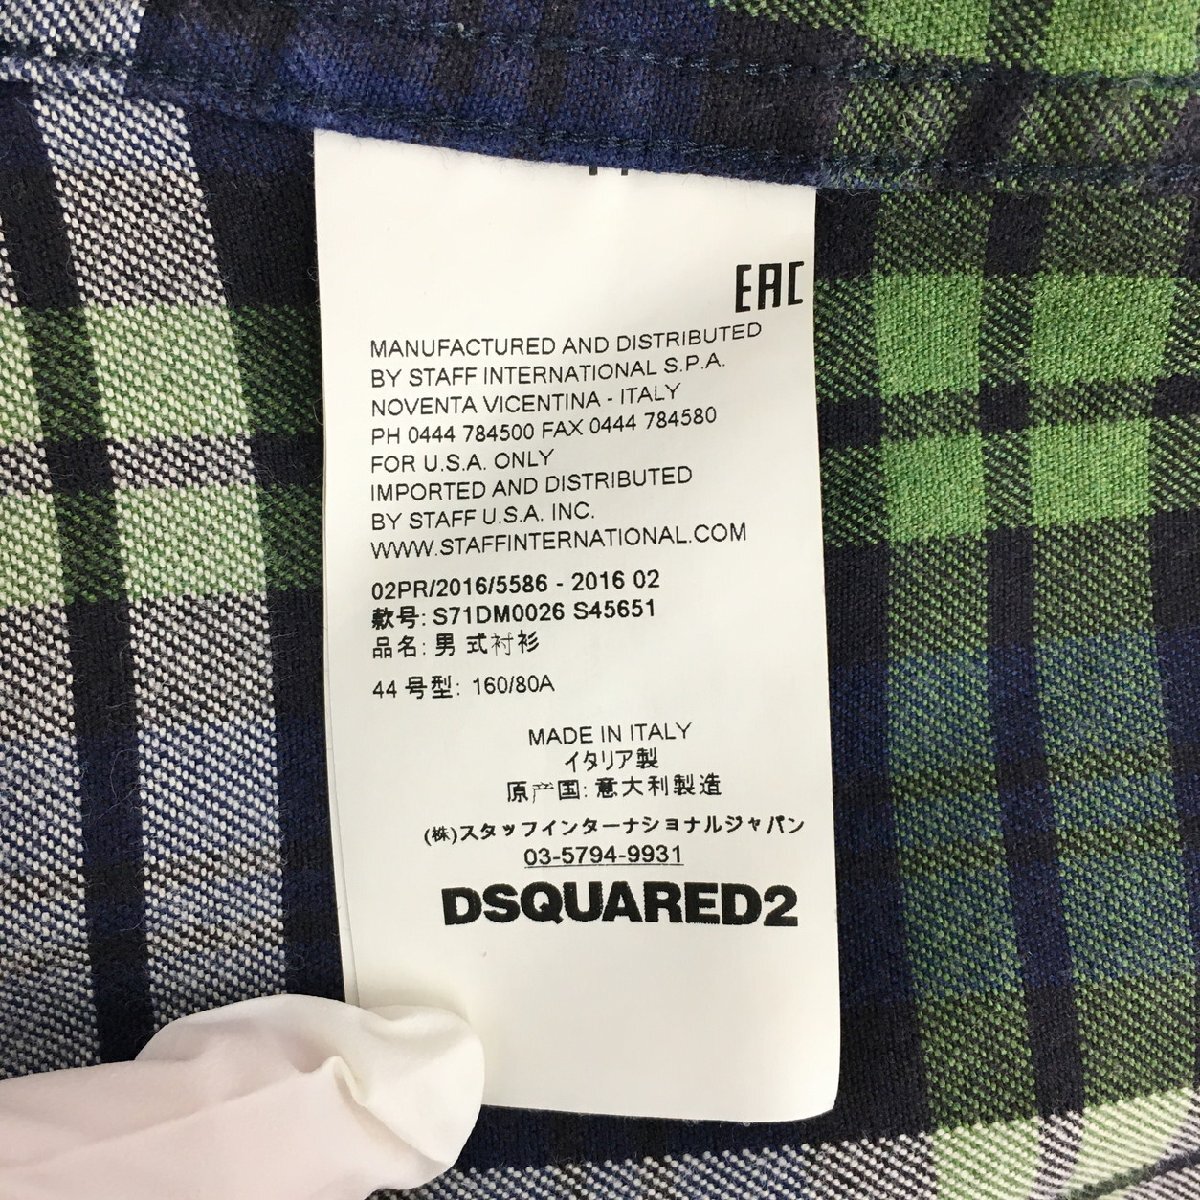 EAC
MANUFACTURED AND DISTRIBUTED
BY STAFF INTERNATIONAL S.P.A.
NOVENTA VICENTINA - ITALY
PH 0444 784500 FAX 0444 784580
FOR U.S.A. ONLY
IMPORTED AND DISTRIBUTED
BY STAFF U.S.A. INC.
WWW.STAFFINTERNATIONAL.COM
02PR/2016/5586 - 2016 02
款号: S71DM0026 S45651
品名: 男 式衬衫
44 号型: 160/80A
MADE IN ITALY
イタリア製
原产国: 意大利製造
(株)スタッフインターナショナルジャパン
03-5794-9931
DSQUARED2